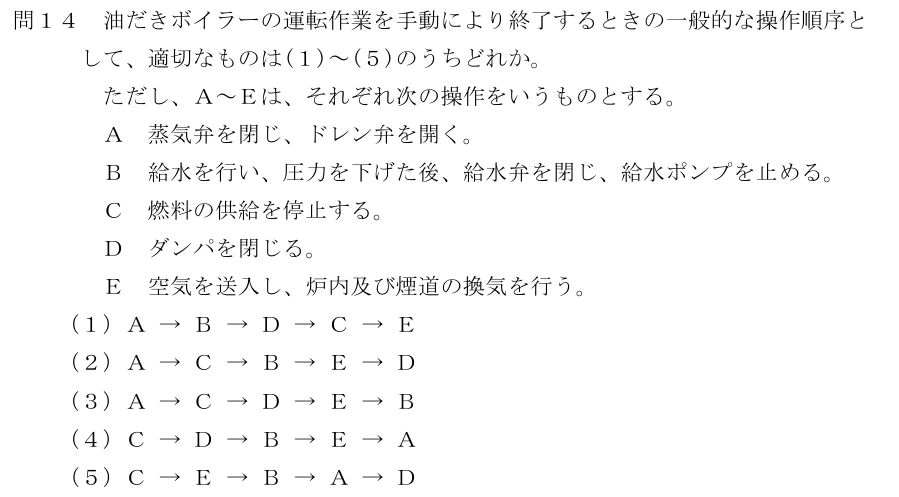 問１４　油だきボイラーの運転作業を手動により終了するときの一般的な操作順序と
して、適切なものは(１)～(５)のうちどれか。
ただし、Ａ～Ｅは、それぞれ次の操作をいうものとする。
Ａ　蒸気弁を閉じ、ドレン弁を開く。
Ｂ　給水を行い、圧力を下げた後、給水弁を閉じ、給水ポンプを止める。
Ｃ　燃料の供給を停止する。
Ｄ　ダンパを閉じる。
Ｅ　空気を送入し、炉内及び煙道の換気を行う。
(１) Ａ → Ｂ → Ｄ → Ｃ → Ｅ
(２) Ａ → Ｃ → Ｂ → Ｅ → Ｄ
(３) Ａ → Ｃ → Ｄ → Ｅ → Ｂ
(４) Ｃ → Ｄ → Ｂ → Ｅ → Ａ
(５) Ｃ → Ｅ → Ｂ → Ａ → Ｄ